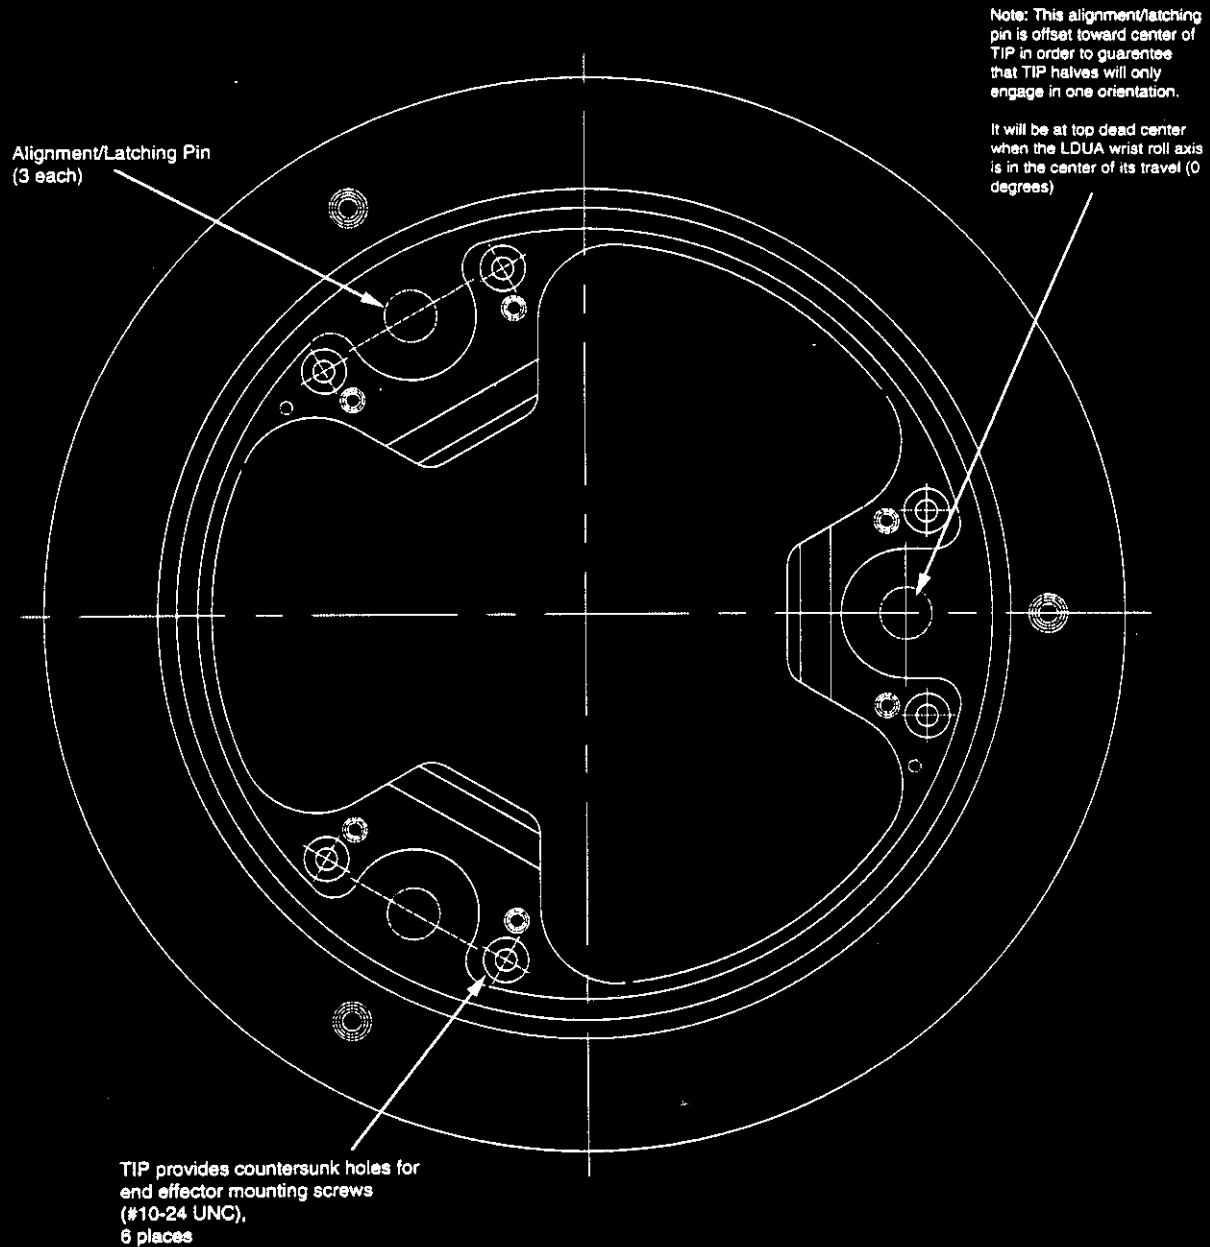 Note: This alignment/latching
pin is offset toward center of
TIP in order to guarentee
that TIP halves will only
engage in one orientation.
It will be at top dead center
when the LDUA wrist roll axis
is in the center of its travel (0
degrees)
Alignment/Latching Pin
(3 each)
TIP provides countersunk holes for
end effector mounting screws
(#10-24 UNC),
6 places